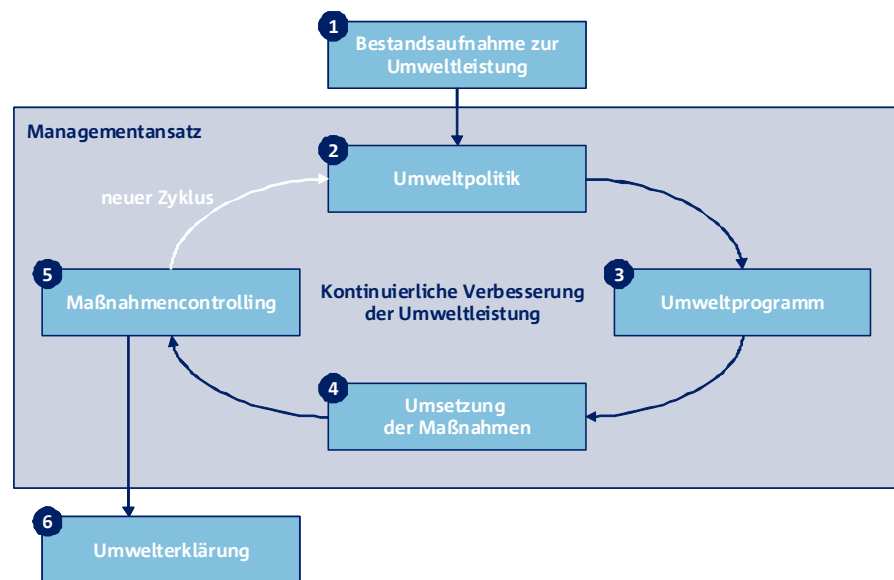 1
Bestandsaufnahme zur
Umweltleistung
Managementansatz
2
Umweltpolitik
neuer Zyklus
5
Maßnahmencontrolling
Kontinuierliche Verbesserung
der Umweltleistung
3
Umweltprogramm
4
Umsetzung
der Maßnahmen
6
Umwelterklärung